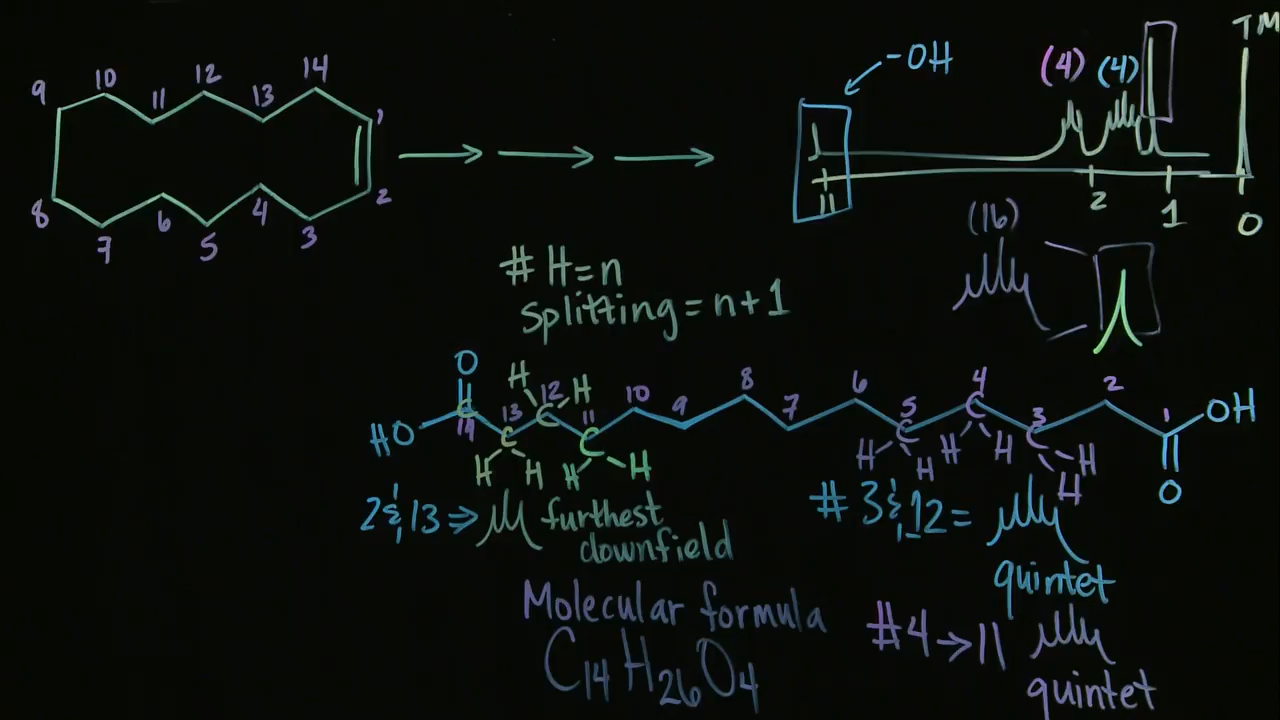 9 10 11 12 13 14 1
8 7 6 5 4 3 2
-OH
(4) (4)
TM
11 2 1 0
(16)
# H = n
splitting = n + 1
O
HO 14 13 12 11 10 9 8 7 6 5 4 3 2 1 OH
C C C C C C C
H H H H H H
H H H H H H
O
2 & 13 ⇒ furthest
downfield
# 3 & 12 =
quintet
Molecular formula
C14H26O4
#4 → 11
quintet